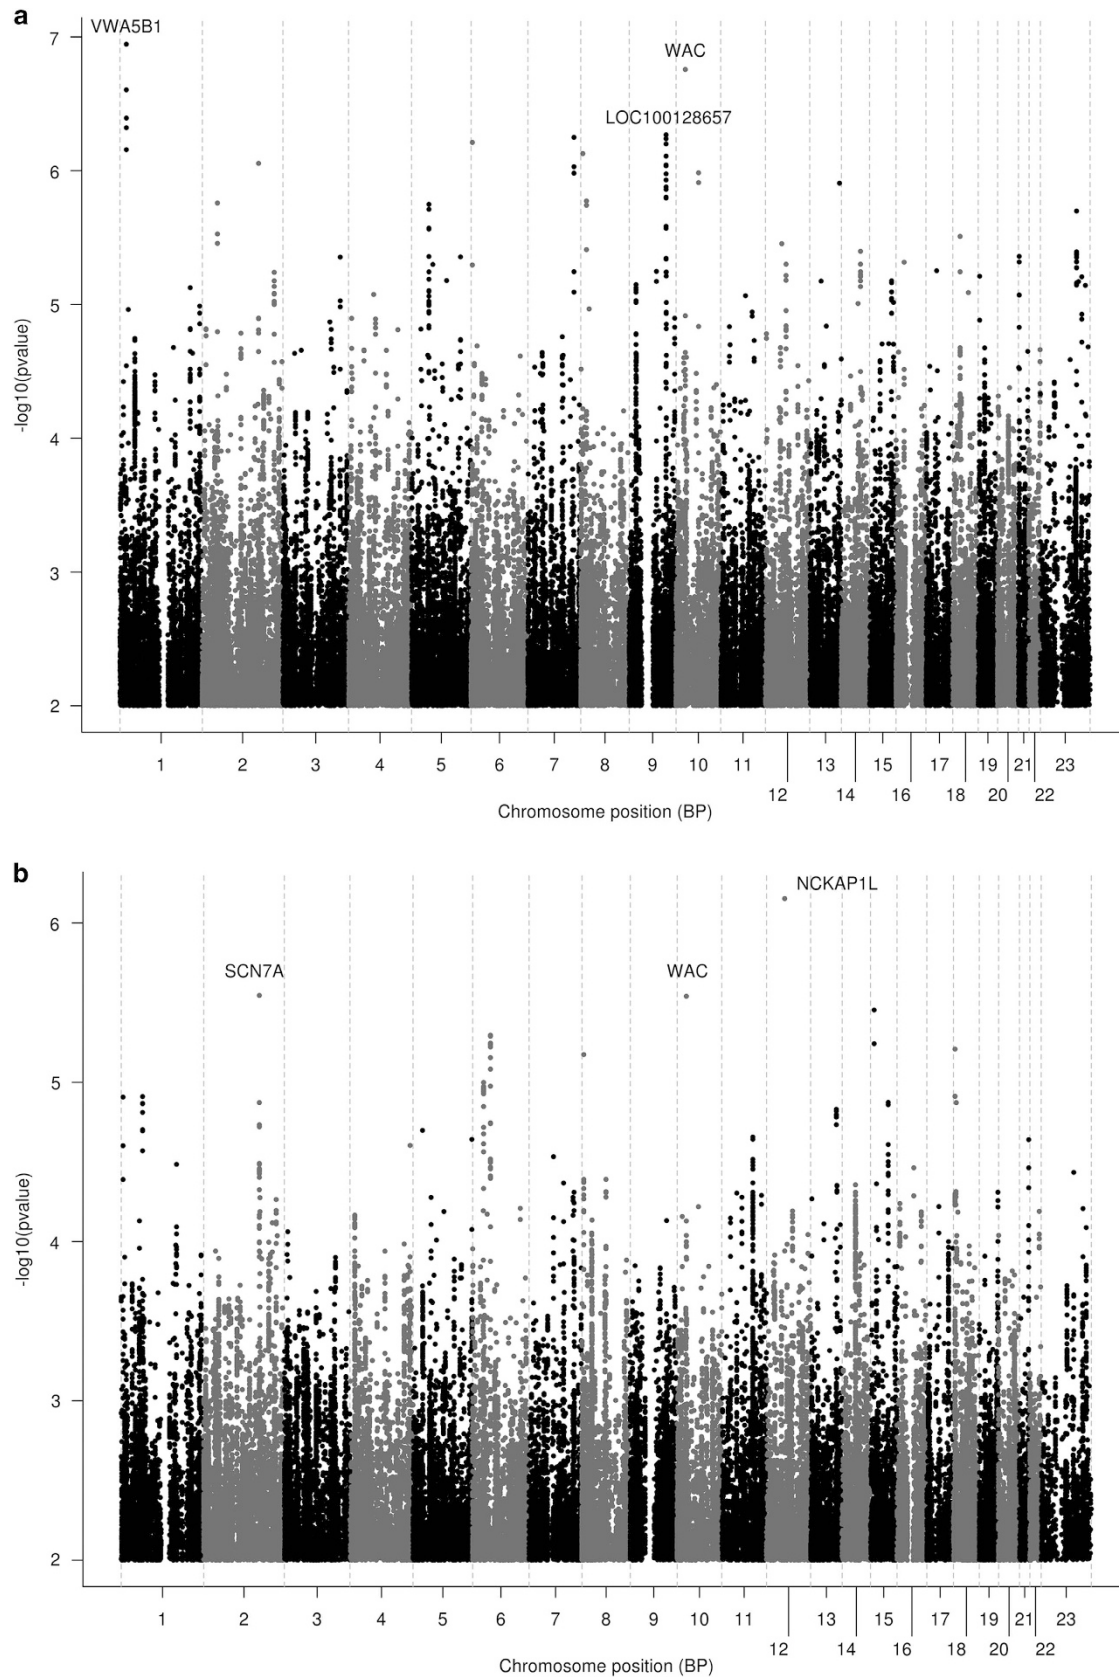 a
VWA5B1
WAC
LOC100128657
7
6
5
4
3
2
-log10(pvalue)
1 2 3 4 5 6 7 8 9 10 11 13 15 17 19 21 23
12 14 16 18 20 22
Chromosome position (BP)
b
NCKAP1L
SCN7A WAC
6
5
4
3
2
-log10(pvalue)
1 2 3 4 5 6 7 8 9 10 11 13 15 17 19 21 23
12 14 16 18 20 22
Chromosome position (BP)